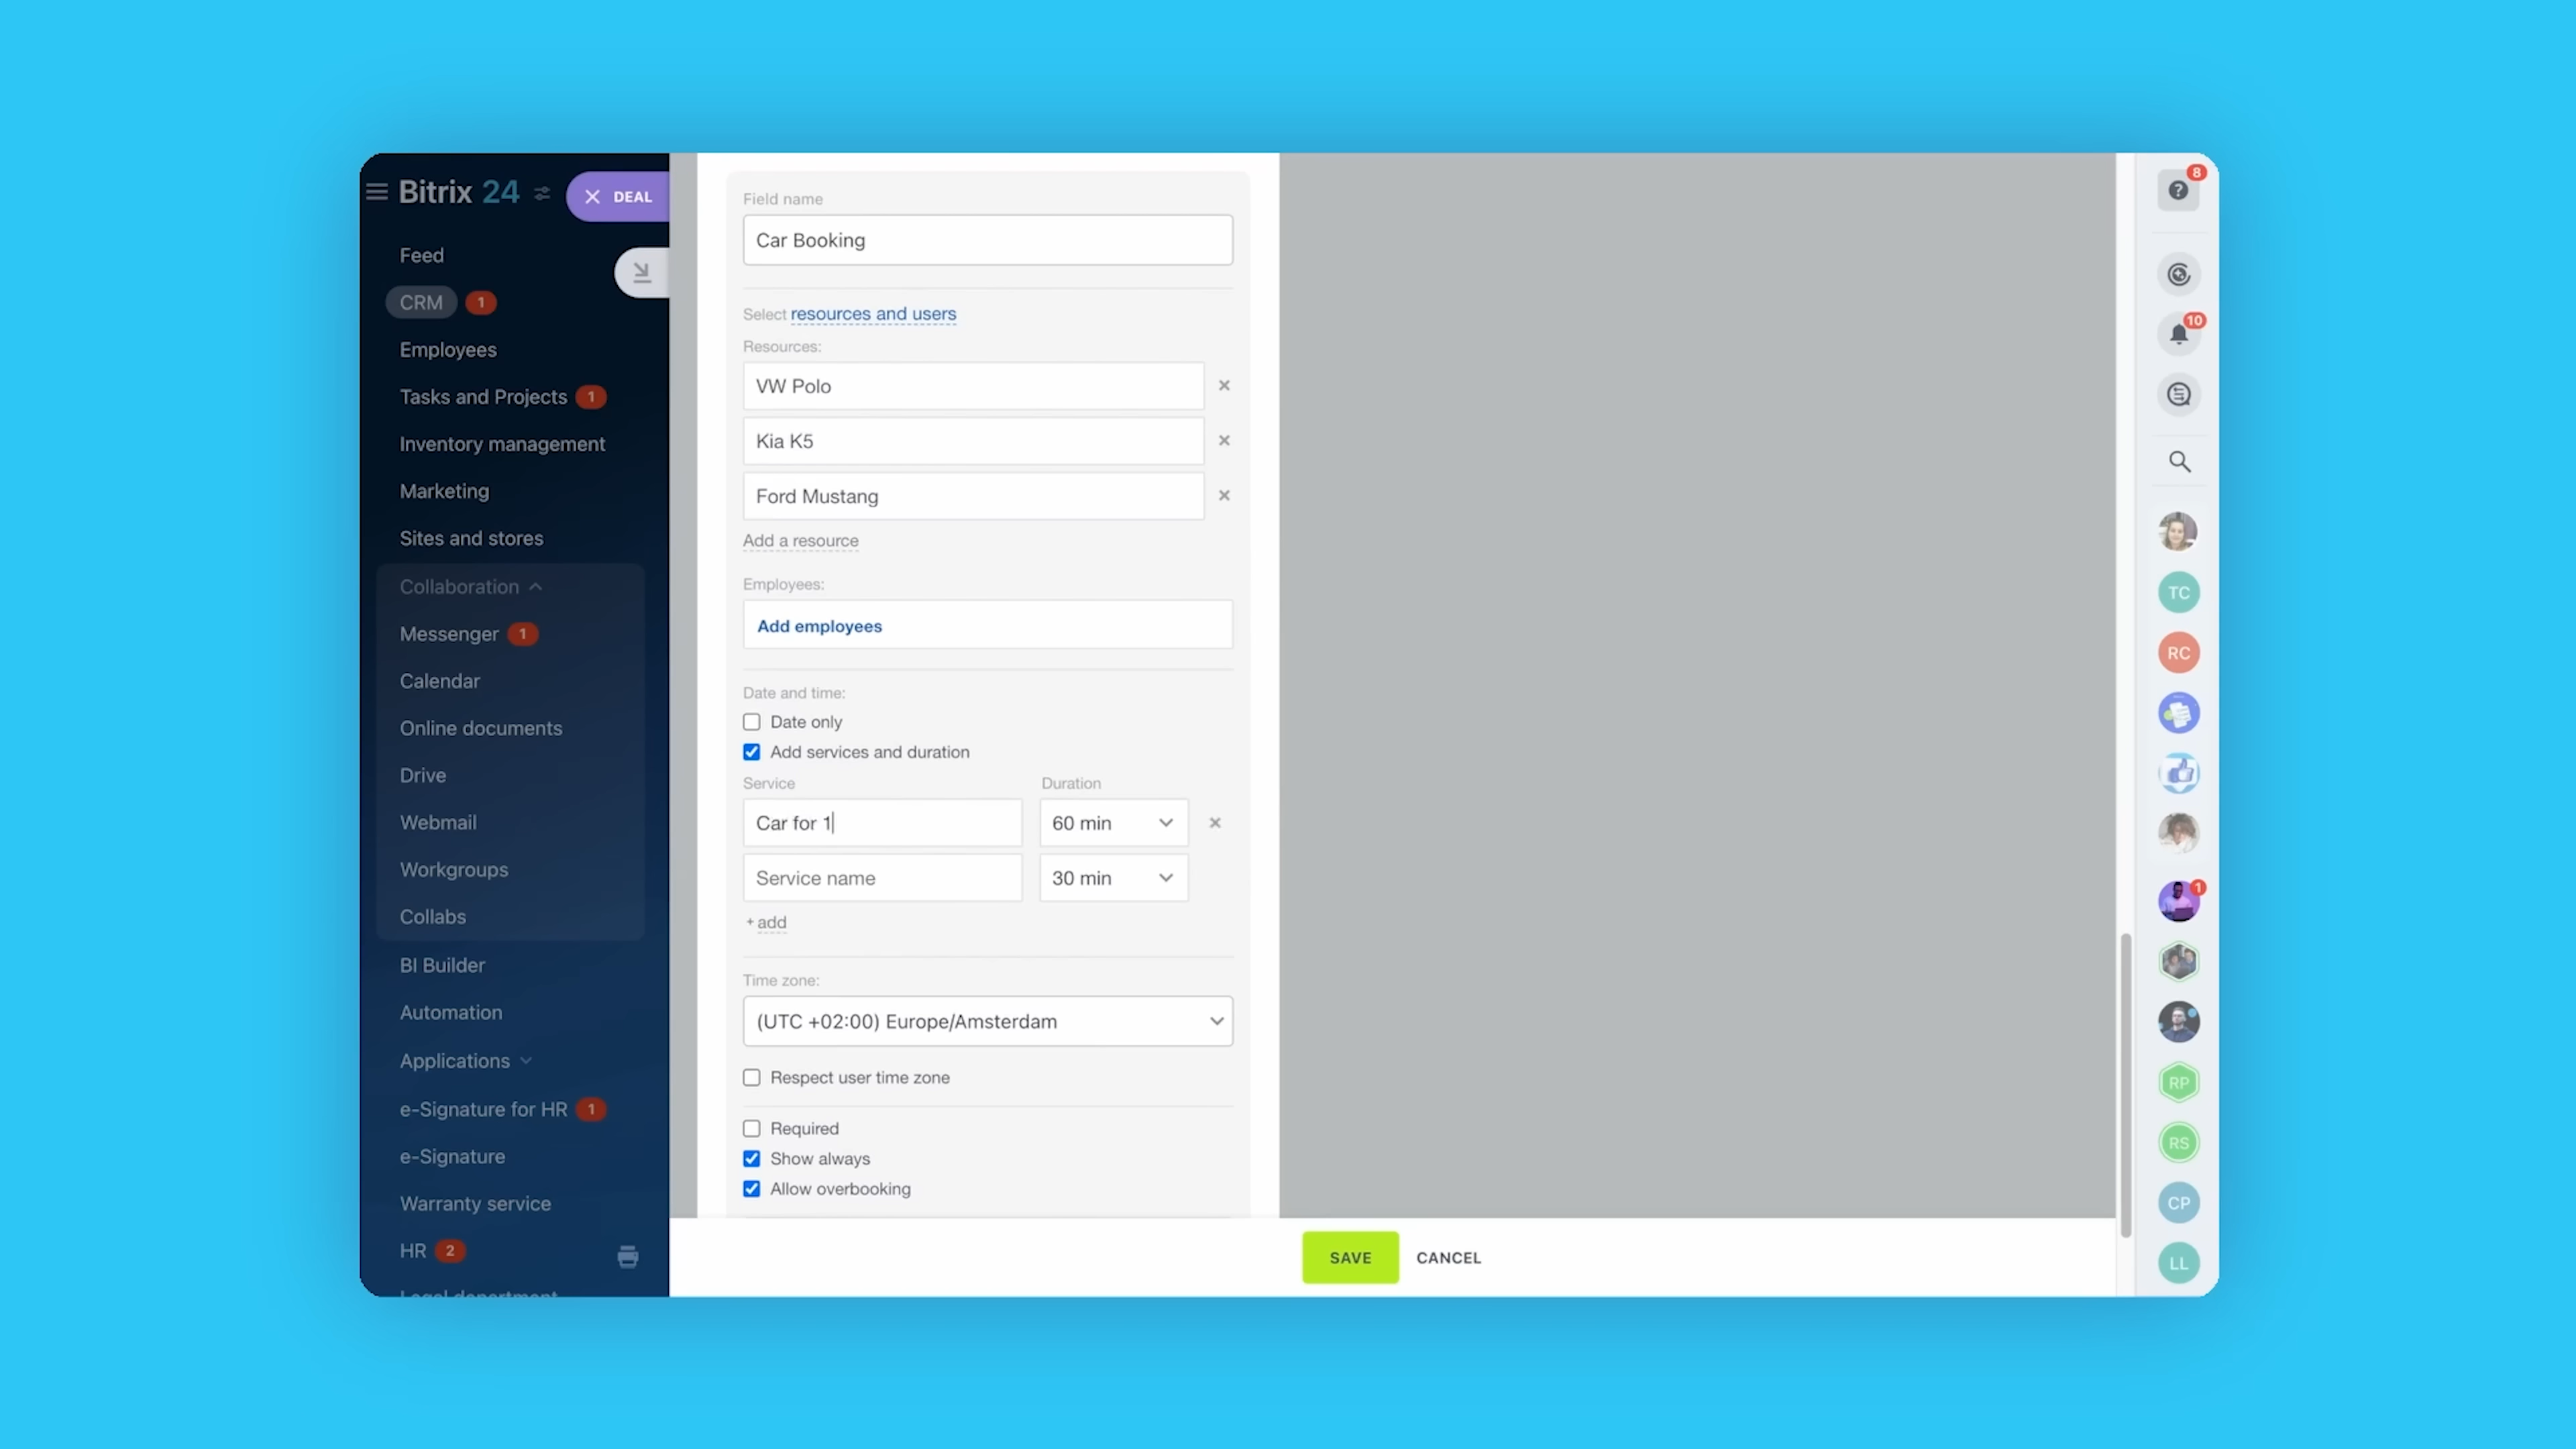 Bitrix 24
DEAL
Feed
CRM 1
Employees
Tasks and Projects 1
Inventory management
Marketing
Sites and stores
Collaboration
Messenger 1
Calendar
Online documents
Drive
Webmail
Workgroups
Collabs
BI Builder
Automation
Applications
e-Signature for HR 1
e-Signature
Warranty service
HR 2
Legal department
Field name
Car Booking
Select resources and users
Resources:
VW Polo
Kia K5
Ford Mustang
Add a resource
Employees:
Add employees
Date and time:
Date only
Add services and duration
Service Duration
Car for 1 60 min
Service name 30 min
+ add
Time zone:
(UTC +02:00) Europe/Amsterdam
Respect user time zone
Required
Show always
Allow overbooking
SAVE CANCEL
8
10
TC
RC
1
RP
RS
CP
LL